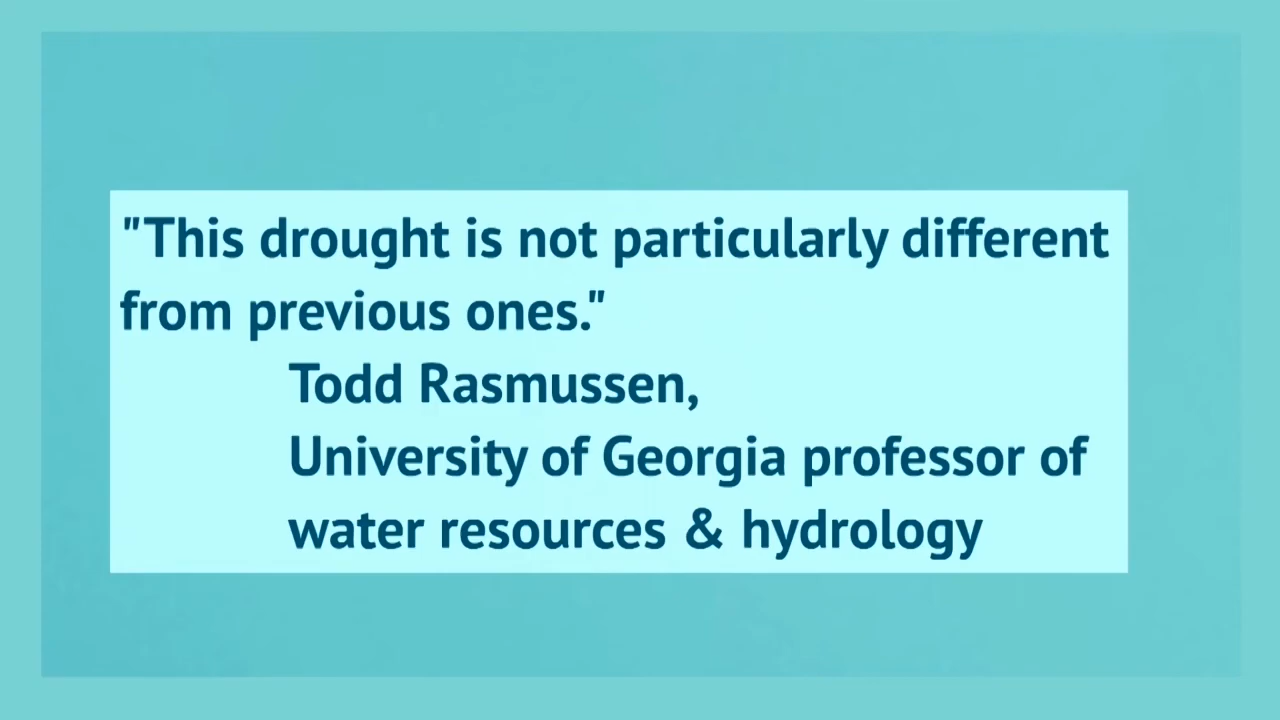 "This drought is not particularly different
from previous ones."
Todd Rasmussen,
University of Georgia professor of
water resources & hydrology